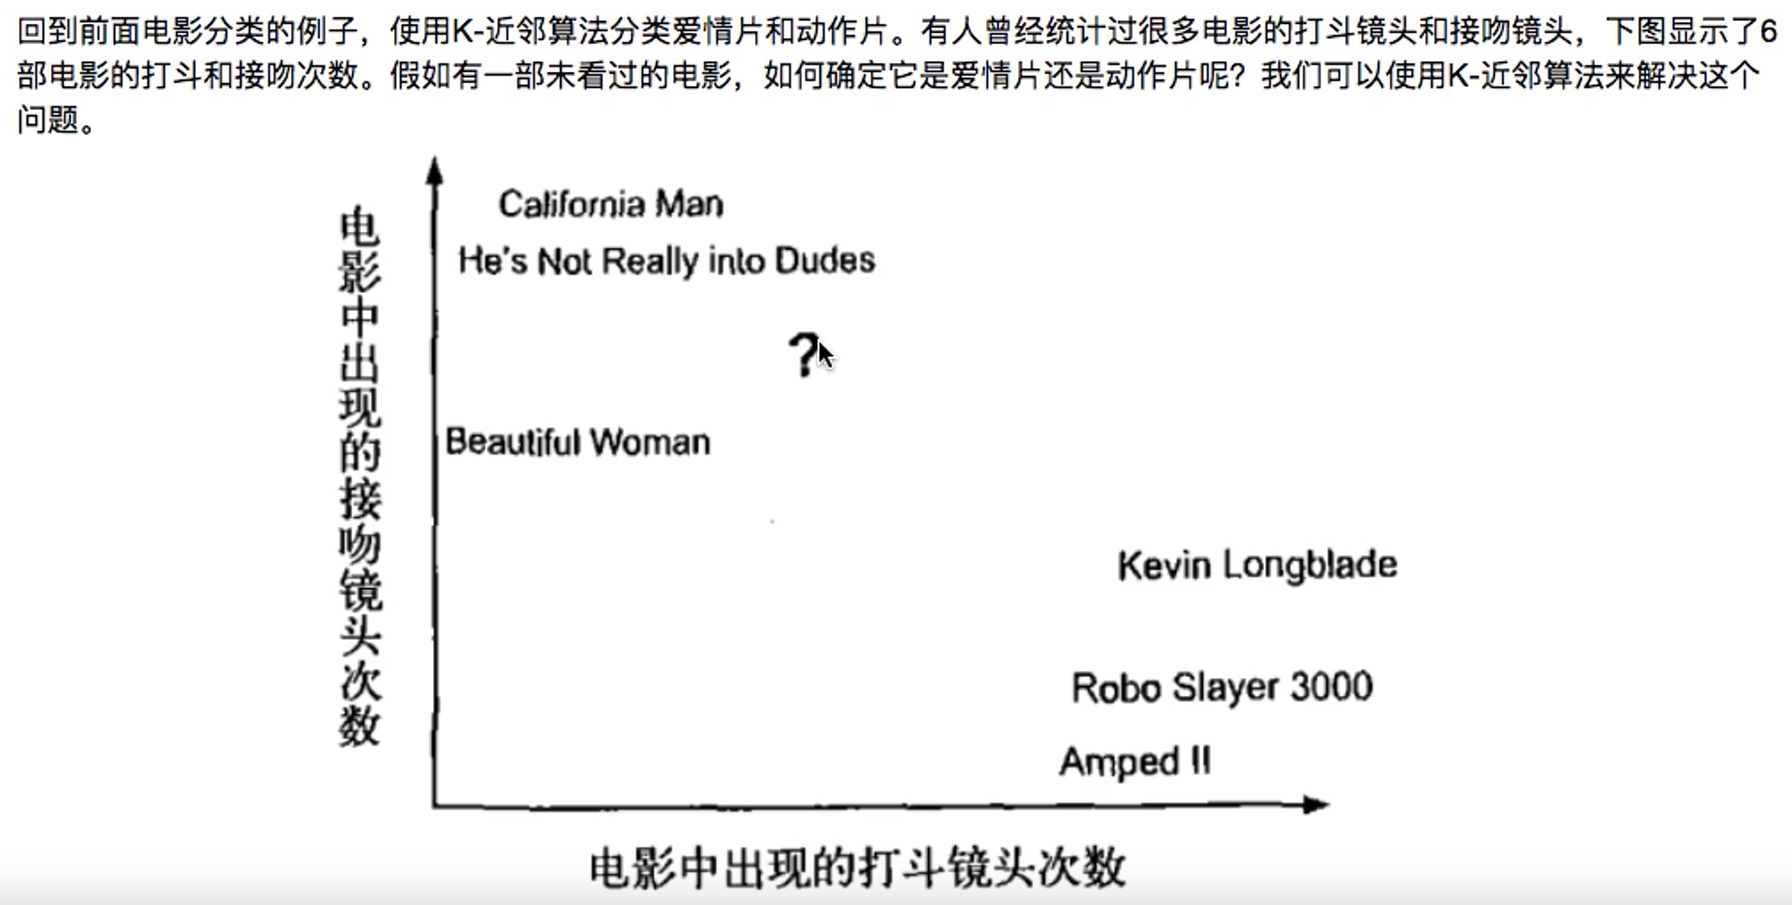 回到前面电影分类的例子，使用K-近邻算法分类爱情片和动作片。有人曾经统计过很多电影的打斗镜头和接吻镜头，下图显示了6
部电影的打斗和接吻次数。假如有一部未看过的电影，如何确定它是爱情片还是动作片呢？我们可以使用K-近邻算法来解决这个
问题。
电影中出现的接吻镜头次数
California Man
He's Not Really into Dudes
?
Beautiful Woman
Kevin Longblade
Robo Slayer 3000
Amped II
电影中出现的打斗镜头次数